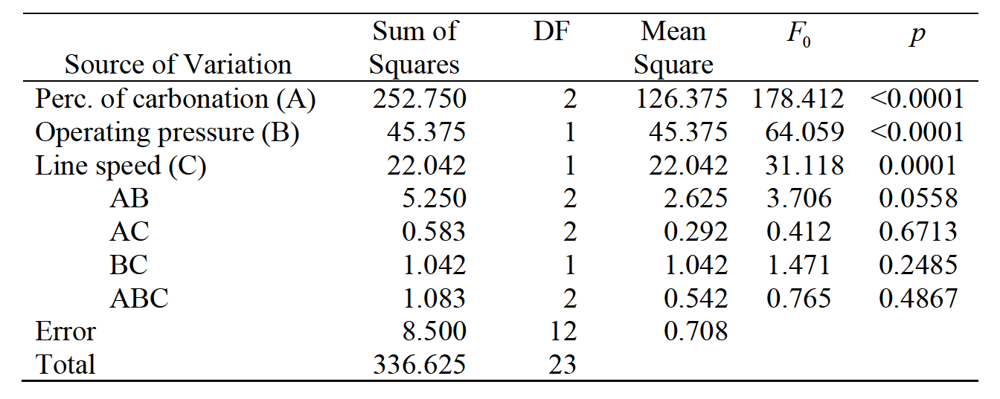 Source of Variation Sum of Squares DF Mean Square F0 p
Perc. of carbonation (A) 252.750 2 126.375 178.412 <0.0001
Operating pressure (B) 45.375 1 45.375 64.059 <0.0001
Line speed (C) 22.042 1 22.042 31.118 0.0001
AB 5.250 2 2.625 3.706 0.0558
AC 0.583 2 0.292 0.412 0.6713
BC 1.042 1 1.042 1.471 0.2485
ABC 1.083 2 0.542 0.765 0.4867
Error 8.500 12 0.708
Total 336.625 23